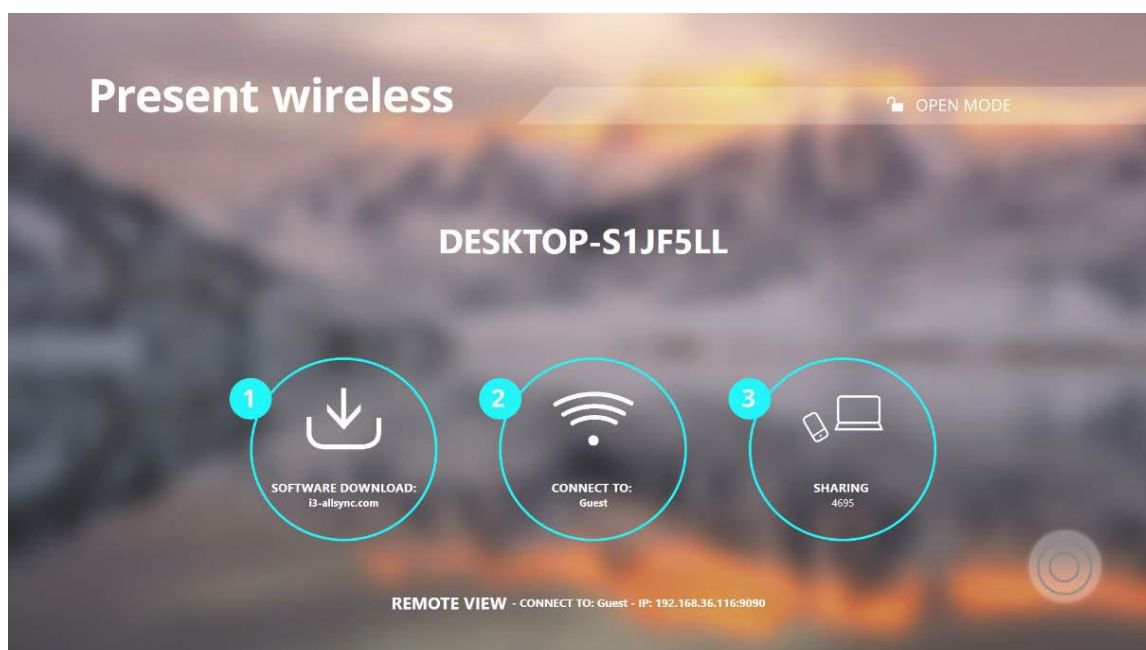 Present wireless
OPEN MODE
DESKTOP-S1JF5LL
1
2
3
SOFTWARE DOWNLOAD:
i3-allsync.com
CONNECT TO:
Guest
SHARING
4695
REMOTE VIEW - CONNECT TO: Guest - IP: 192.168.36.116:9090